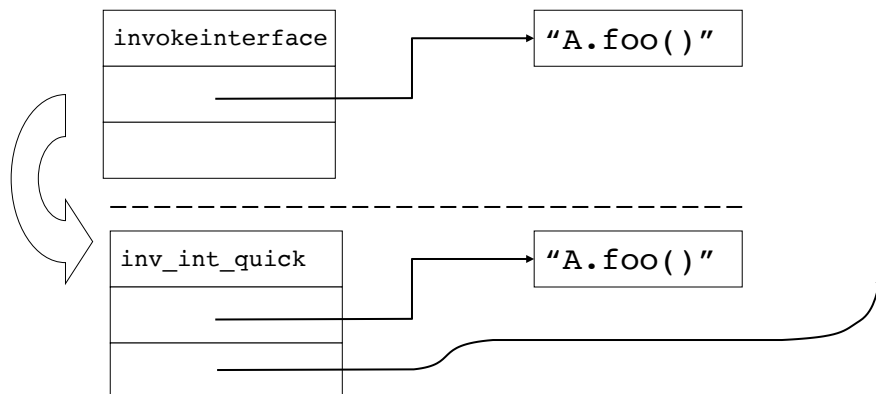 invokeinterface
“A.foo()”
inv_int_quick
“A.foo()”